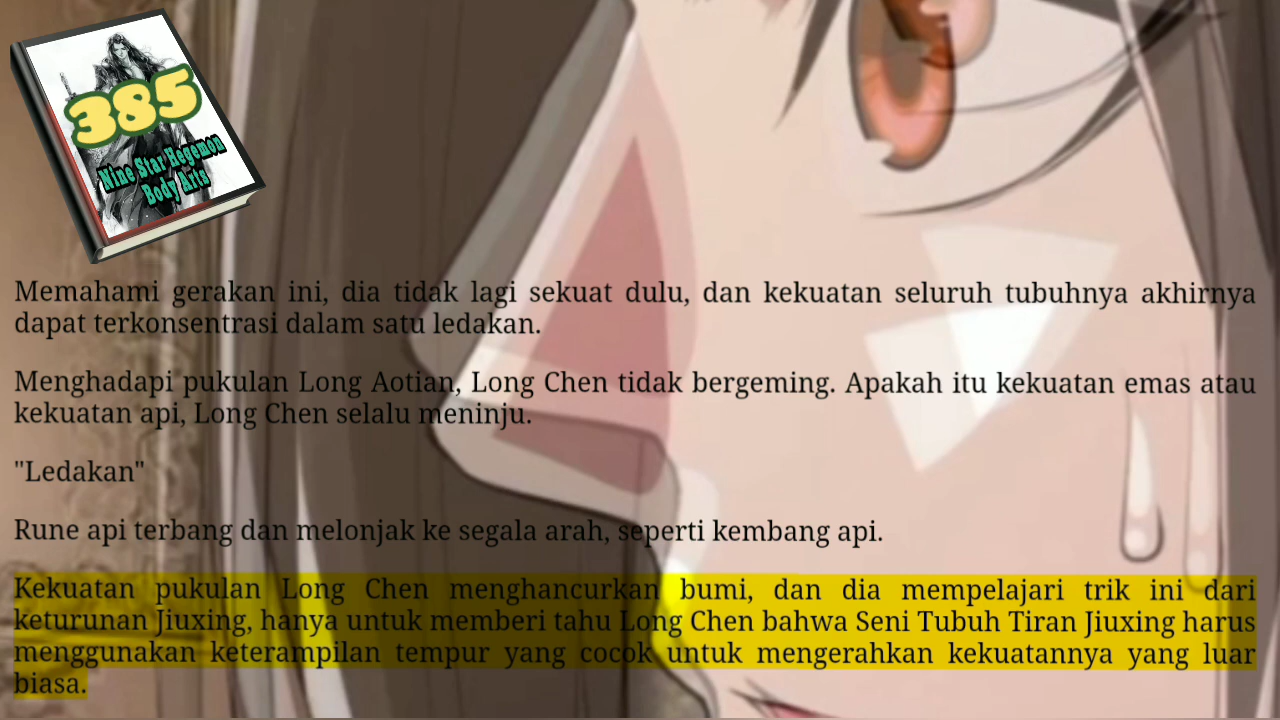 385
Nine Star Hegemon
Body Arts
Memahami gerakan ini, dia tidak lagi sekuat dulu, dan kekuatan seluruh tubuhnya akhirnya
dapat terkonsentrasi dalam satu ledakan.
Menghadapi pukulan Long Aotian, Long Chen tidak bergeming. Apakah itu kekuatan emas atau
kekuatan api, Long Chen selalu meninju.
"Ledakan"
Rune api terbang dan melonjak ke segala arah, seperti kembang api.
Kekuatan pukulan Long Chen menghancurkan bumi, dan dia mempelajari trik ini dari
keturunan Jiuxing, hanya untuk memberi tahu Long Chen bahwa Seni Tubuh Tiran Jiuxing harus
menggunakan keterampilan tempur yang cocok untuk mengerahkan kekuatannya yang luar
biasa.